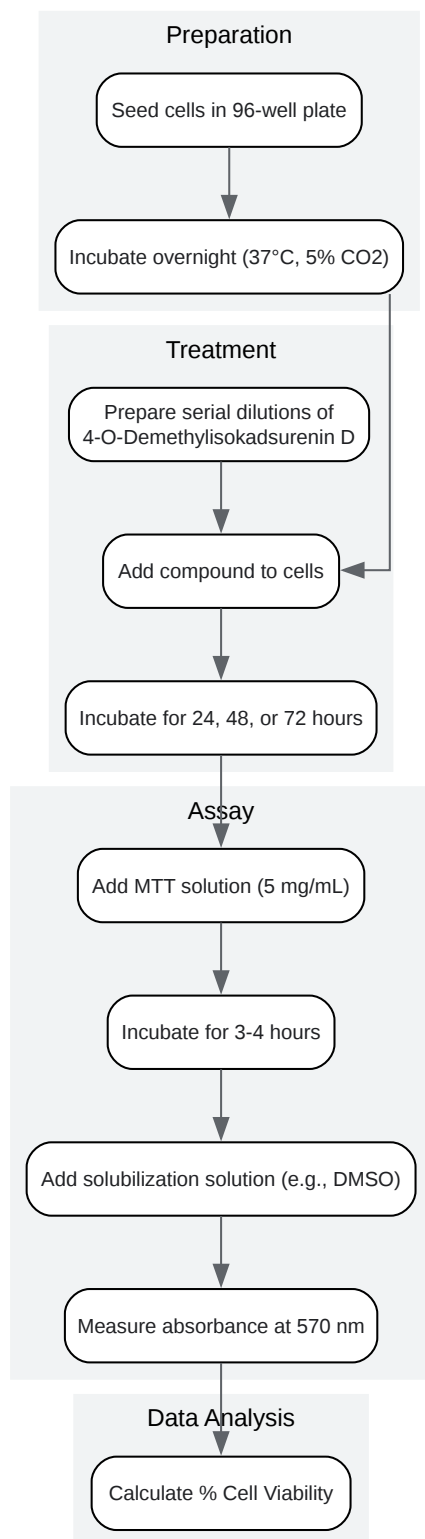 Preparation
Seed cells in 96-well plate
Incubate overnight (37°C, 5% CO2)
Treatment
Prepare serial dilutions of
4-O-Demethylisokadsurenin D
Add compound to cells
Incubate for 24, 48, or 72 hours
Assay
Add MTT solution (5 mg/mL)
Incubate for 3-4 hours
Add solubilization solution (e.g., DMSO)
Measure absorbance at 570 nm
Data Analysis
Calculate % Cell Viability